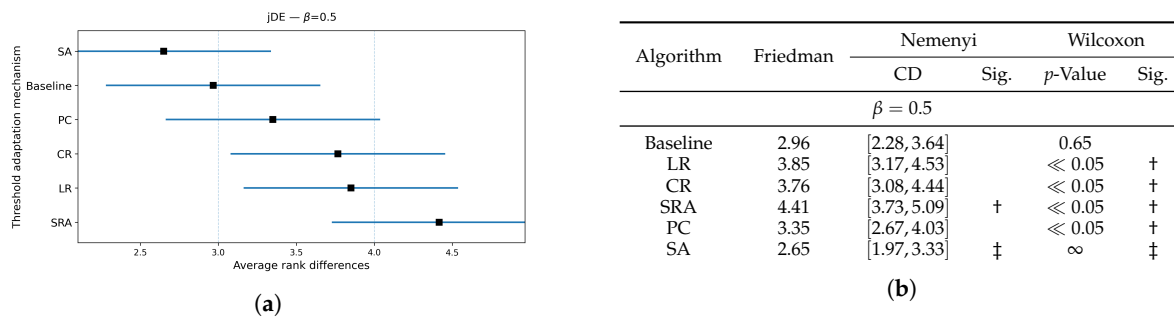 jDE — β=0.5
Threshold adaptation mechanism
SA
Baseline
PC
CR
LR
SRA
2.5 3.0 3.5 4.0 4.5
Average rank differences
(a)
Algorithm Friedman Nemenyi Wilcoxon
CD Sig. p-Value Sig.
β = 0.5
Baseline 2.96 [2.28, 3.64] 0.65
LR 3.85 [3.17, 4.53] ≪ 0.05 †
CR 3.76 [3.08, 4.44] ≪ 0.05 †
SRA 4.41 [3.73, 5.09] † ≪ 0.05 †
PC 3.35 [2.67, 4.03] ≪ 0.05 †
SA 2.65 [1.97, 3.33] ‡ ∞ ‡
(b)